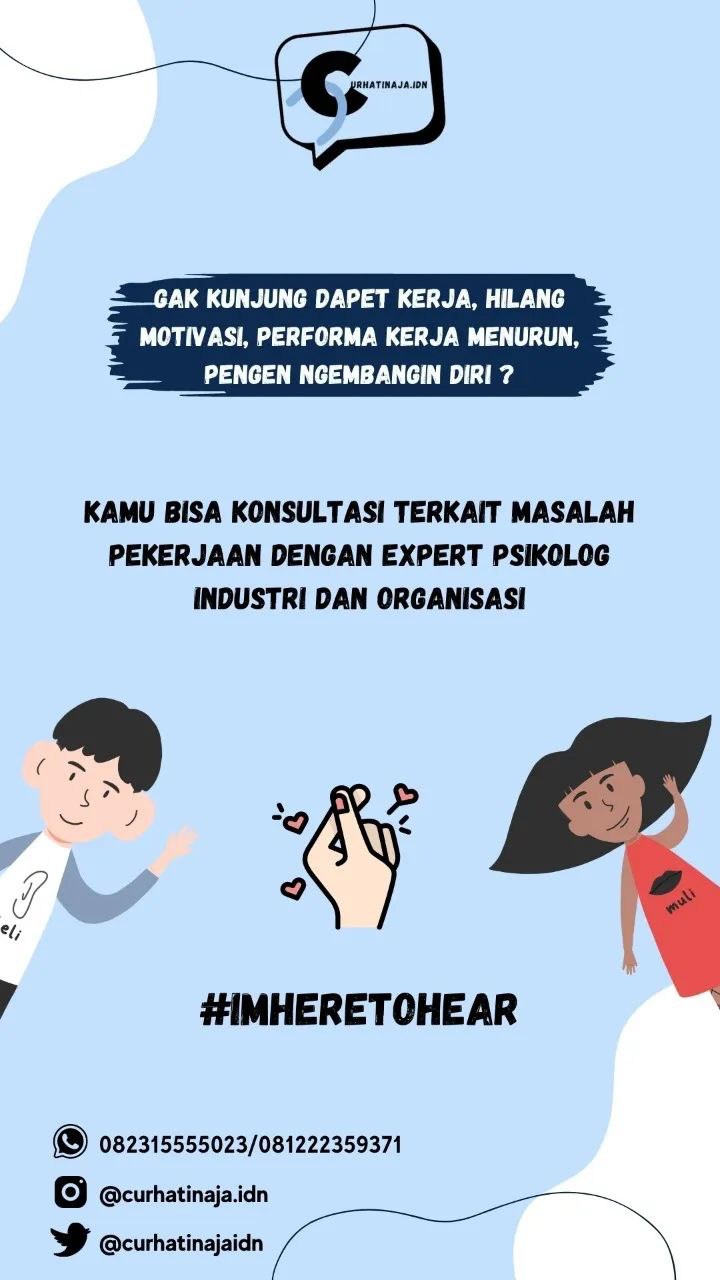 CURHATINAJA.IDN
GAK KUNJUNG DAPET KERJA, HILANG
MOTIVASI, PERFORMA KERJA MENURUN,
PENGEN NGEMBANGIN DIRI ?
KAMU BISA KONSULTASI TERKAIT MASALAH
PEKERJAAN DENGAN EXPERT PSIKOLOG
INDUSTRI DAN ORGANISASI
eli
muli
#IMHERETOHEAR
082315555023/081222359371
@curhatinaja.idn
@curhatinajaidn